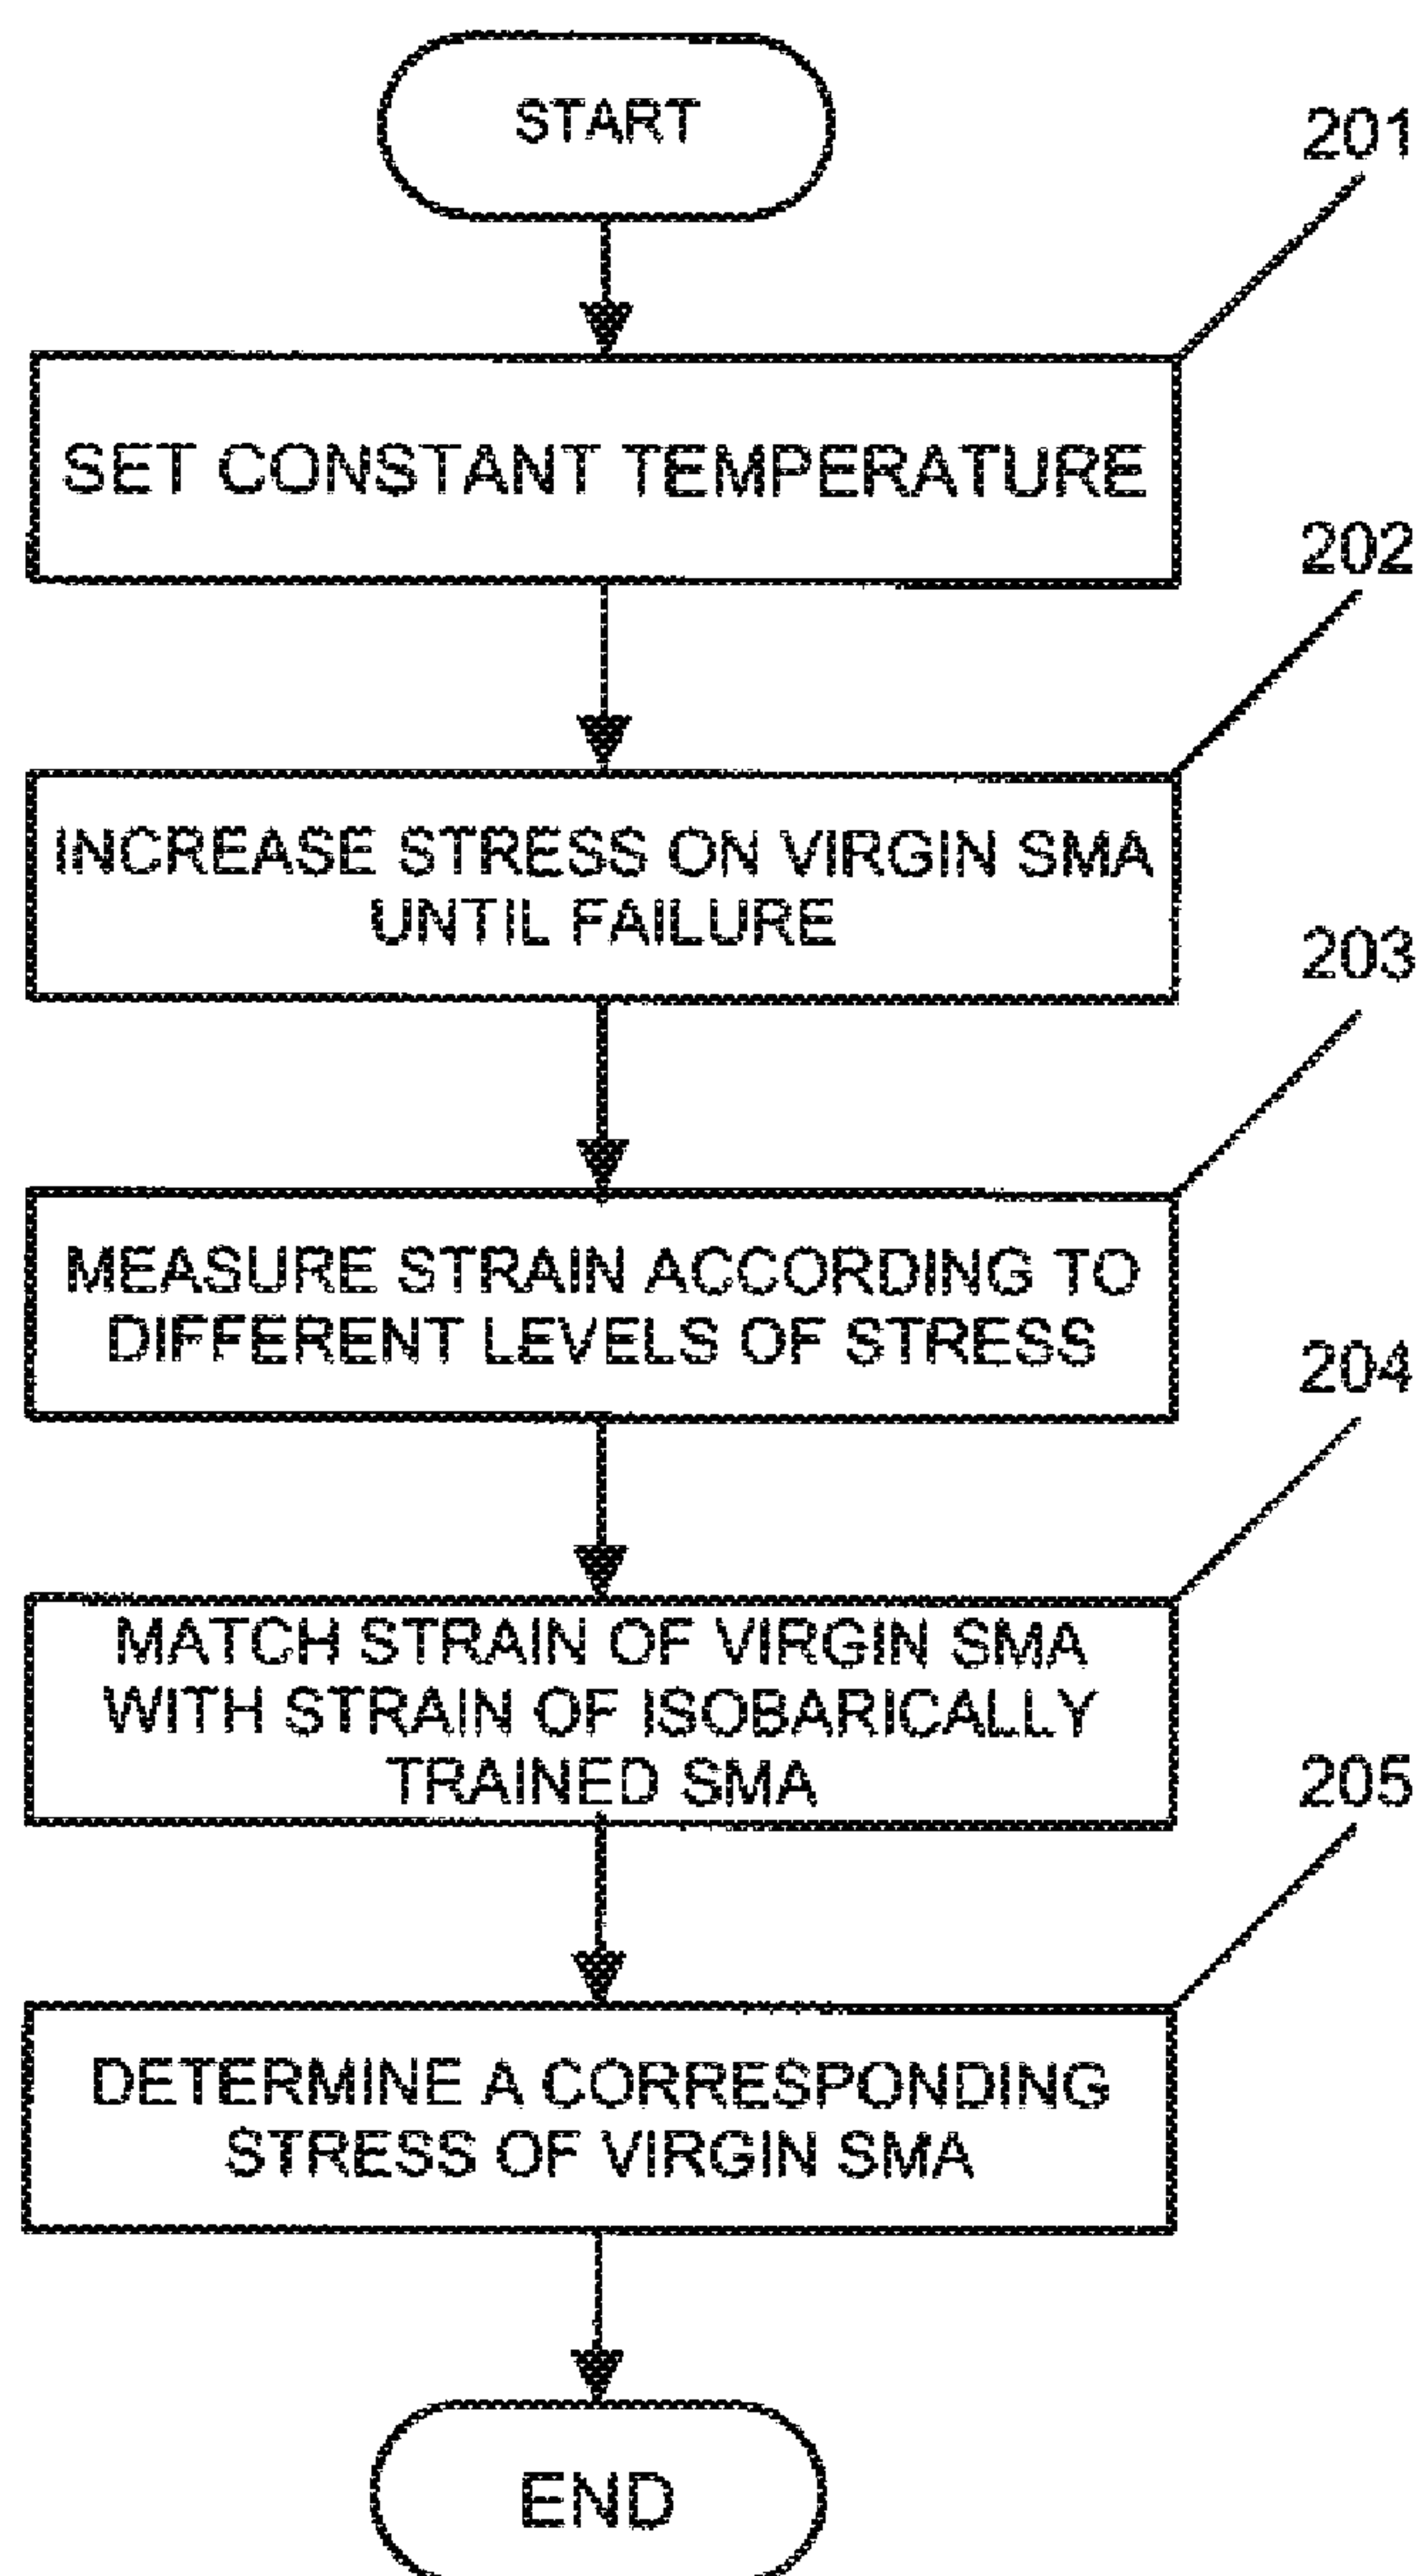 START
201
SET CONSTANT TEMPERATURE
202
INCREASE STRESS ON VIRGIN SMA
UNTIL FAILURE
203
MEASURE STRAIN ACCORDING TO
DIFFERENT LEVELS OF STRESS
204
MATCH STRAIN OF VIRGIN SMA
WITH STRAIN OF ISOBARICALLY
TRAINED SMA
205
DETERMINE A CORRESPONDING
STRESS OF VIRGIN SMA
END